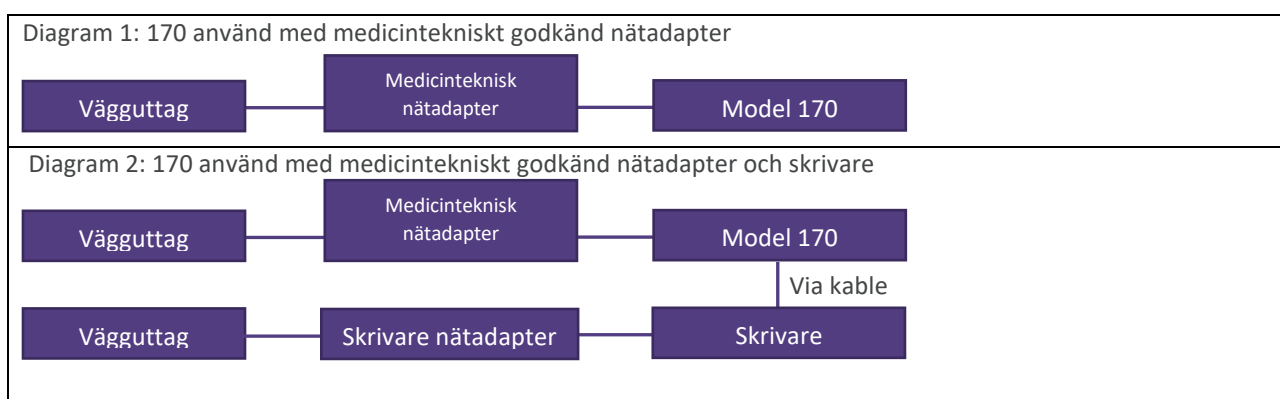 Diagram 1: 170 använd med medicintekniskt godkänd nätadapter
Vägguttag
Medicinteknisk
nätadapter
Model 170
Diagram 2: 170 använd med medicintekniskt godkänd nätadapter och skrivare
Vägguttag
Medicinteknisk
nätadapter
Model 170
Via kable
Vägguttag
Skrivare nätadapter
Skrivare